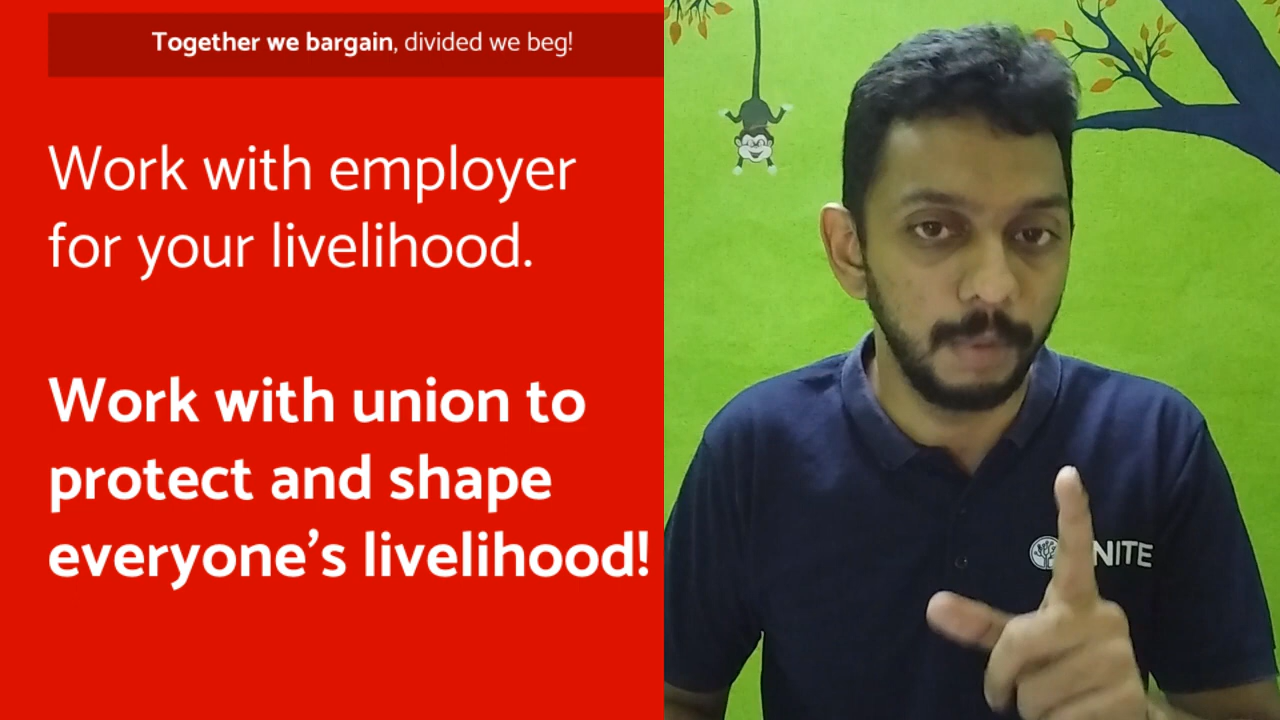 Together we bargain, divided we beg!
Work with employer
for your livelihood.
Work with union to
protect and shape
everyone’s livelihood!
NITE